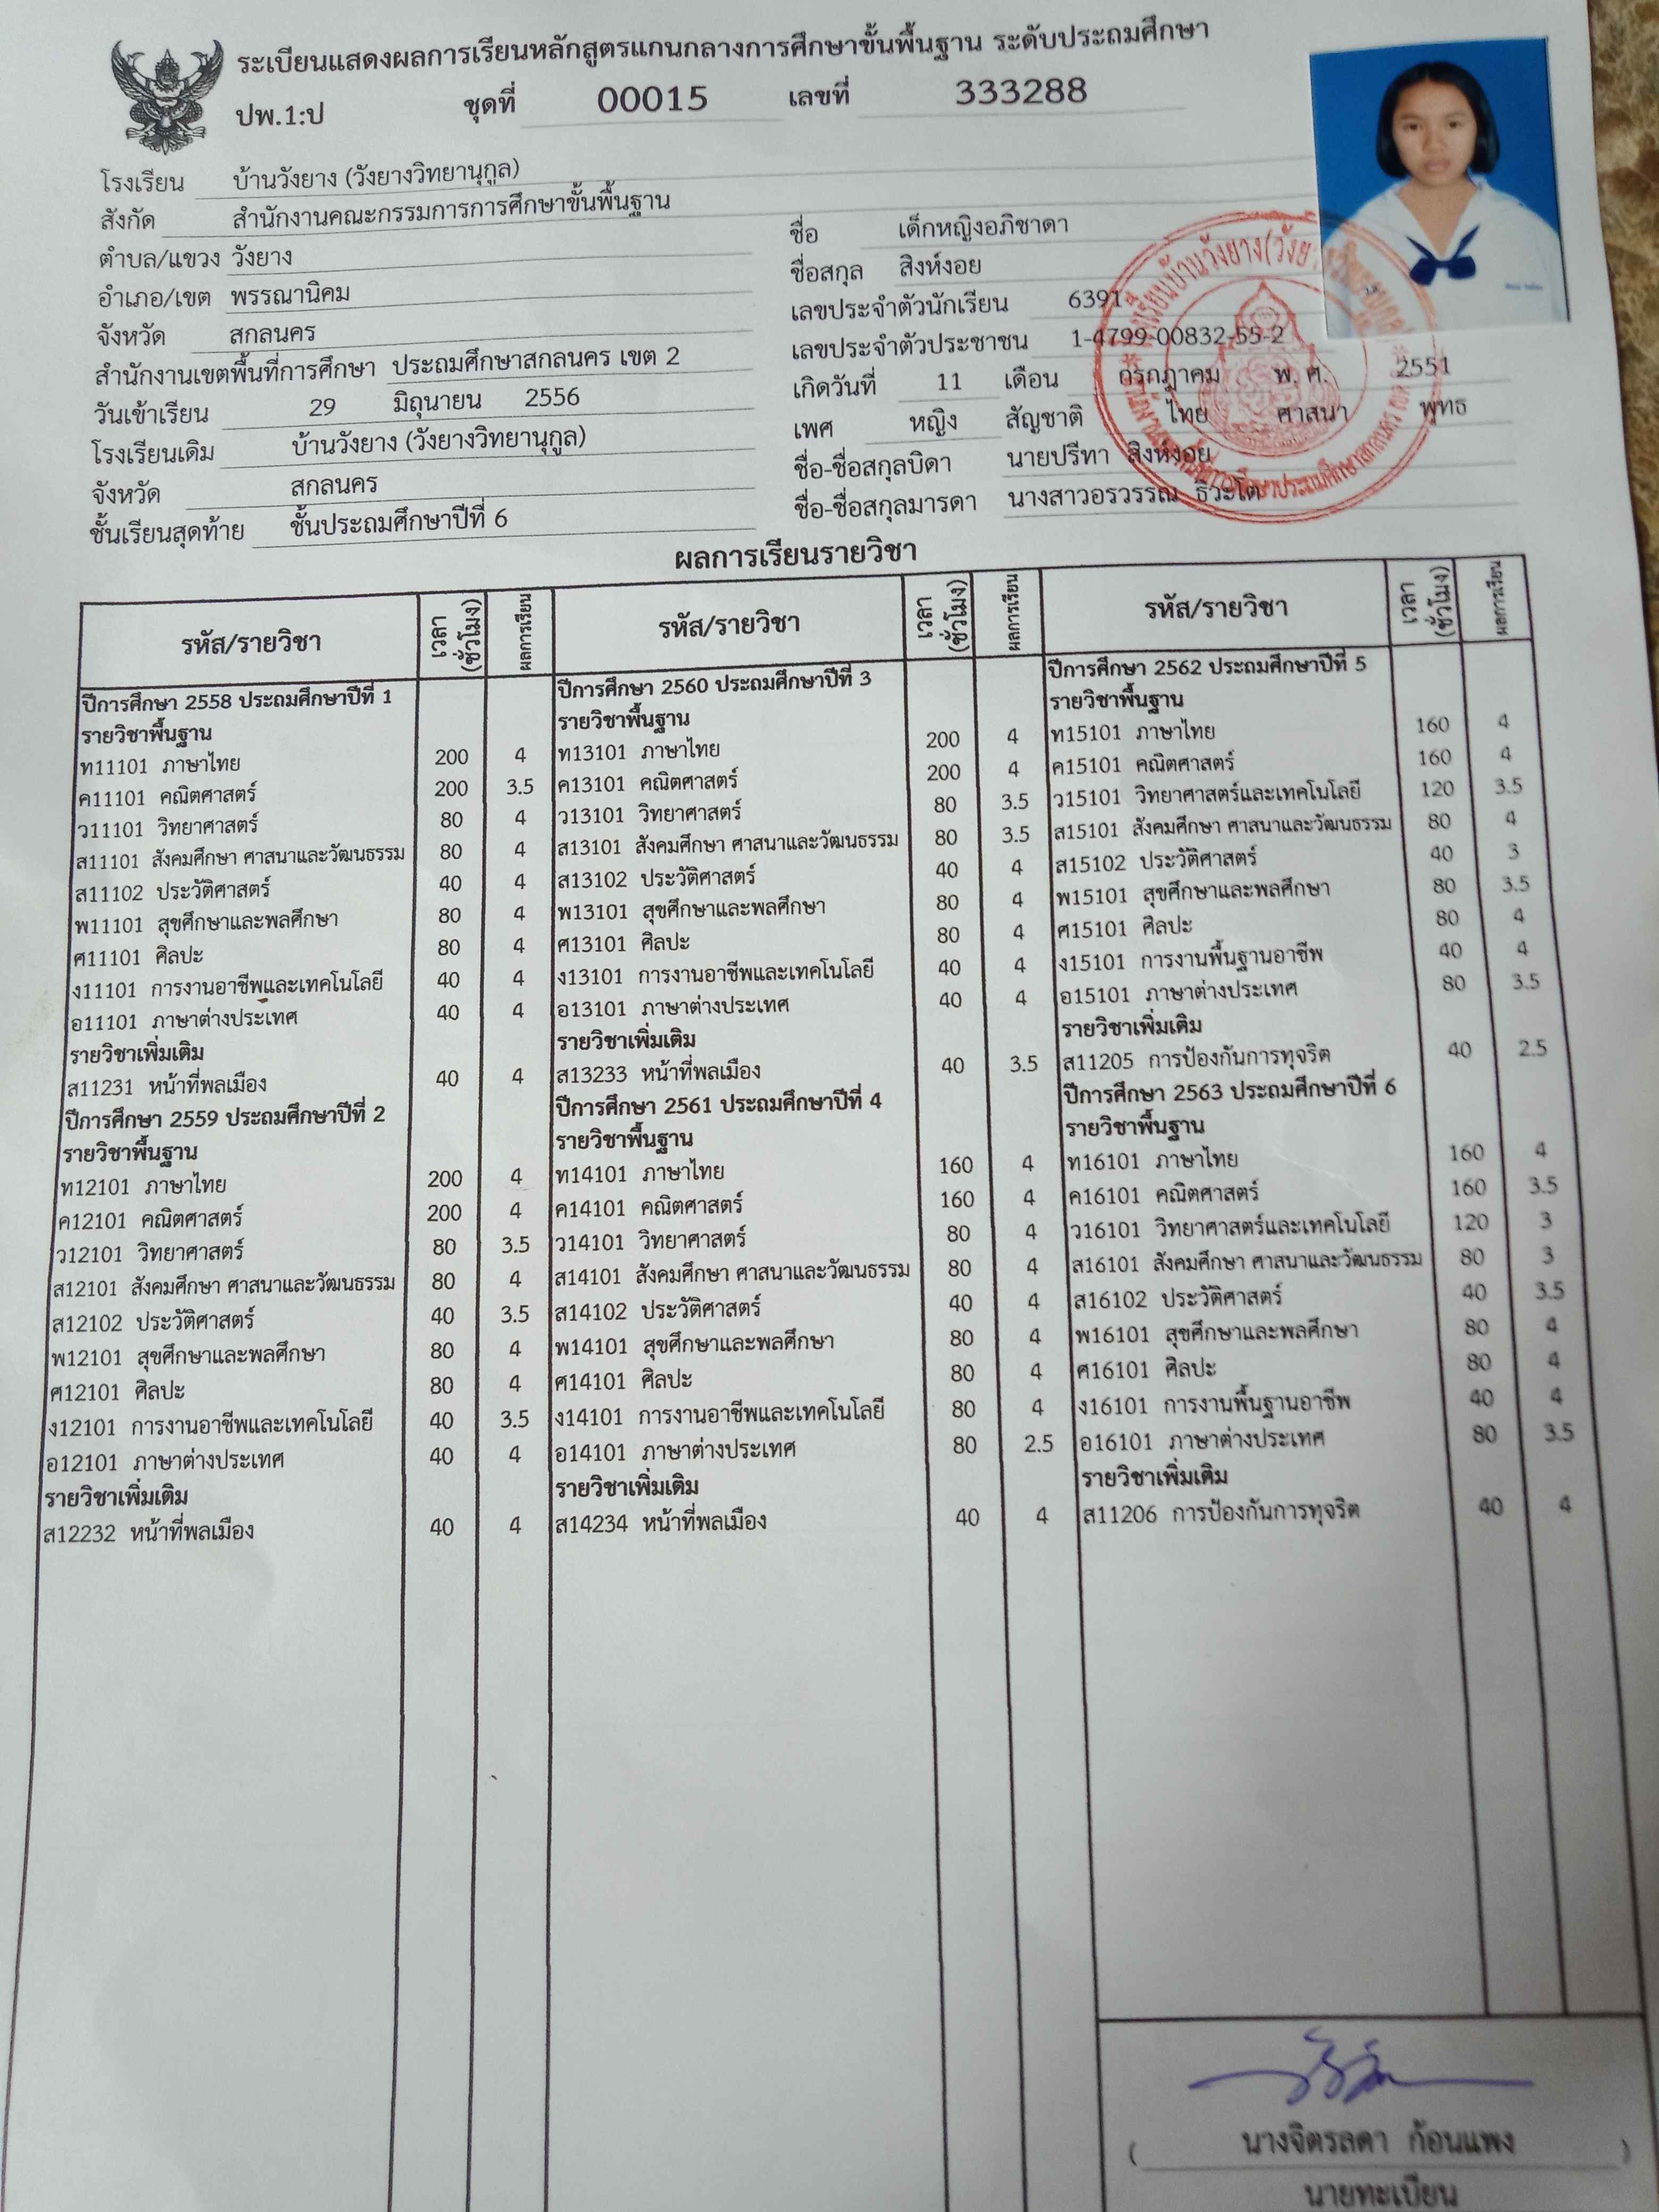 ระเบียนแสดงผลการเรียนหลักสูตรแกนกลางการศึกษาขั้นพื้นฐาน ระดับประถมศึกษา
ปพ.1:ป ชุดที่ 00015 เลขที่ 333288
โรงเรียน บ้านวังยาง (วังยางวิทยานุกูล)
สังกัด สำนักงานคณะกรรมการการศึกษาขั้นพื้นฐาน
ตำบล/แขวง วังยาง
อำเภอ/เขต พรรณานิคม
จังหวัด สกลนคร
สำนักงานเขตพื้นที่การศึกษา ประถมศึกษาสกลนคร เขต 2
วันเข้าเรียน 29 มิถุนายน 2556
โรงเรียนเดิม บ้านวังยาง (วังยางวิทยานุกูล)
จังหวัด สกลนคร
ชั้นเรียนสุดท้าย ชั้นประถมศึกษาปีที่ 6
ชื่อ เด็กหญิงอภิชาดา
ชื่อสกุล สิงห์งอย
เลขประจำตัวนักเรียน 6391
เลขประจำตัวประชาชน 1-4799-00832-55-2
เกิดวันที่ 11 เดือน กรกฎาคม พ.ศ. 2551
เพศ หญิง สัญชาติ ไทย ศาสนา พุทธ
ชื่อ-ชื่อสกุลบิดา นายปรีทา สิงห์งอย
ชื่อ-ชื่อสกุลมารดา นางสาวอรวรรณ ธิวะโต
ผลการเรียนรายวิชา
รหัส/รายวิชา เวลา (ชั่วโมง) ผลการเรียน
ปีการศึกษา 2558 ประถมศึกษาปีที่ 1
รายวิชาพื้นฐาน
ท11101 ภาษาไทย 200 4
ค11101 คณิตศาสตร์ 200 3.5
ว11101 วิทยาศาสตร์ 80 4
ส11101 สังคมศึกษา ศาสนาและวัฒนธรรม 80 4
ส11102 ประวัติศาสตร์ 40 4
พ11101 สุขศึกษาและพลศึกษา 80 4
ศ11101 ศิลปะ 80 4
ง11101 การงานอาชีพและเทคโนโลยี 40 4
อ11101 ภาษาต่างประเทศ 40 4
รายวิชาเพิ่มเติม
ส11231 หน้าที่พลเมือง 40 4
ปีการศึกษา 2559 ประถมศึกษาปีที่ 2
รายวิชาพื้นฐาน
ท12101 ภาษาไทย 200 4
ค12101 คณิตศาสตร์ 200 4
ว12101 วิทยาศาสตร์ 80 3.5
ส12101 สังคมศึกษา ศาสนาและวัฒนธรรม 80 4
ส12102 ประวัติศาสตร์ 40 3.5
พ12101 สุขศึกษาและพลศึกษา 80 4
ศ12101 ศิลปะ 80 4
ง12101 การงานอาชีพและเทคโนโลยี 40 3.5
อ12101 ภาษาต่างประเทศ 40 4
รายวิชาเพิ่มเติม
ส12232 หน้าที่พลเมือง 40 4
รหัส/รายวิชา เวลา (ชั่วโมง) ผลการเรียน
ปีการศึกษา 2560 ประถมศึกษาปีที่ 3
รายวิชาพื้นฐาน
ท13101 ภาษาไทย 200 4
ค13101 คณิตศาสตร์ 200 4
ว13101 วิทยาศาสตร์ 80 3.5
ส13101 สังคมศึกษา ศาสนาและวัฒนธรรม 80 3.5
ส13102 ประวัติศาสตร์ 40 4
พ13101 สุขศึกษาและพลศึกษา 80 4
ศ13101 ศิลปะ 80 4
ง13101 การงานอาชีพและเทคโนโลยี 40 4
อ13101 ภาษาต่างประเทศ 40 4
รายวิชาเพิ่มเติม
ส13233 หน้าที่พลเมือง 40 3.5
ปีการศึกษา 2561 ประถมศึกษาปีที่ 4
รายวิชาพื้นฐาน
ท14101 ภาษาไทย 160 4
ค14101 คณิตศาสตร์ 160 4
ว14101 วิทยาศาสตร์ 80 4
ส14101 สังคมศึกษา ศาสนาและวัฒนธรรม 80 4
ส14102 ประวัติศาสตร์ 40 4
พ14101 สุขศึกษาและพลศึกษา 80 4
ศ14101 ศิลปะ 80 4
ง14101 การงานอาชีพและเทคโนโลยี 80 4
อ14101 ภาษาต่างประเทศ 80 2.5
รายวิชาเพิ่มเติม
ส14234 หน้าที่พลเมือง 40 4
รหัส/รายวิชา เวลา (ชั่วโมง) ผลการเรียน
ปีการศึกษา 2562 ประถมศึกษาปีที่ 5
รายวิชาพื้นฐาน
ท15101 ภาษาไทย 160 4
ค15101 คณิตศาสตร์ 160 4
ว15101 วิทยาศาสตร์และเทคโนโลยี 120 3.5
ส15101 สังคมศึกษา ศาสนาและวัฒนธรรม 80 4
ส15102 ประวัติศาสตร์ 40 3
พ15101 สุขศึกษาและพลศึกษา 80 3.5
ศ15101 ศิลปะ 80 4
ง15101 การงานพื้นฐานอาชีพ 40 4
อ15101 ภาษาต่างประเทศ 80 3.5
รายวิชาเพิ่มเติม
ส11205 การป้องกันการทุจริต 40 2.5
ปีการศึกษา 2563 ประถมศึกษาปีที่ 6
รายวิชาพื้นฐาน
ท16101 ภาษาไทย 160 4
ค16101 คณิตศาสตร์ 160 3.5
ว16101 วิทยาศาสตร์และเทคโนโลยี 120 3
ส16101 สังคมศึกษา ศาสนาและวัฒนธรรม 80 3
ส16102 ประวัติศาสตร์ 40 3.5
พ16101 สุขศึกษาและพลศึกษา 80 4
ศ16101 ศิลปะ 80 4
ง16101 การงานพื้นฐานอาชีพ 40 4
อ16101 ภาษาต่างประเทศ 80 3.5
รายวิชาเพิ่มเติม
ส11206 การป้องกันการทุจริต 40 4
( นางจิตรลดา ก้อนแพง )
นายทะเบียน